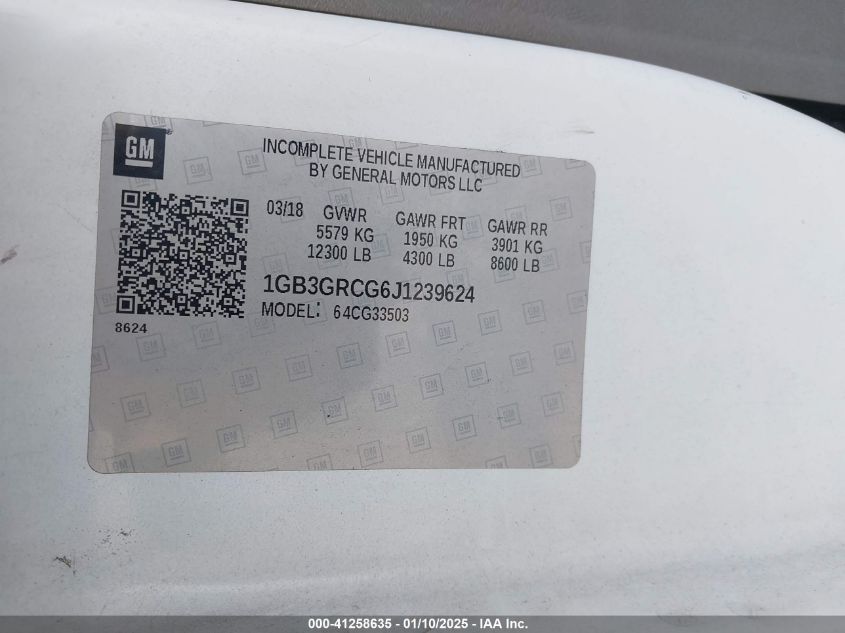 GM
INCOMPLETE VEHICLE MANUFACTURED
BY GENERAL MOTORS LLC
03/18 GVWR GAWR FRT GAWR RR
5579 KG 1950 KG 3901 KG
12300 LB 4300 LB 8600 LB
1GB3GRCG6J1239624
MODEL: 64CG33503
8624
000-41258635 - 01/10/2025 - IAA Inc.